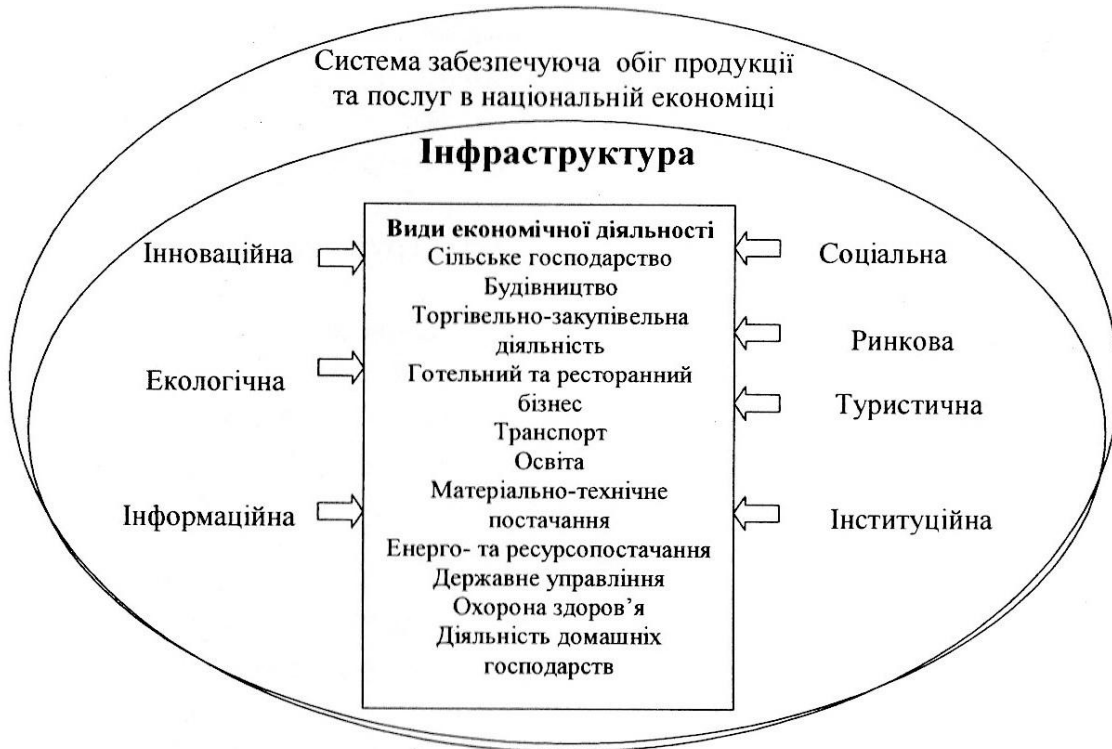 Система забезпечуюча обіг продукції
та послуг в національній економіці
Інфраструктура
Інноваційна
Екологічна
Інформаційна
Види економічної діяльності
Сільське господарство
Будівництво
Торгівельно-закупівельна
діяльність
Готельний та ресторанний
бізнес
Транспорт
Освіта
Матеріально-технічне
постачання
Енерго- та ресурсопостачання
Державне управління
Охорона здоров’я
Діяльність домашніх
господарств
Соціальна
Ринкова
Туристична
Інституційна